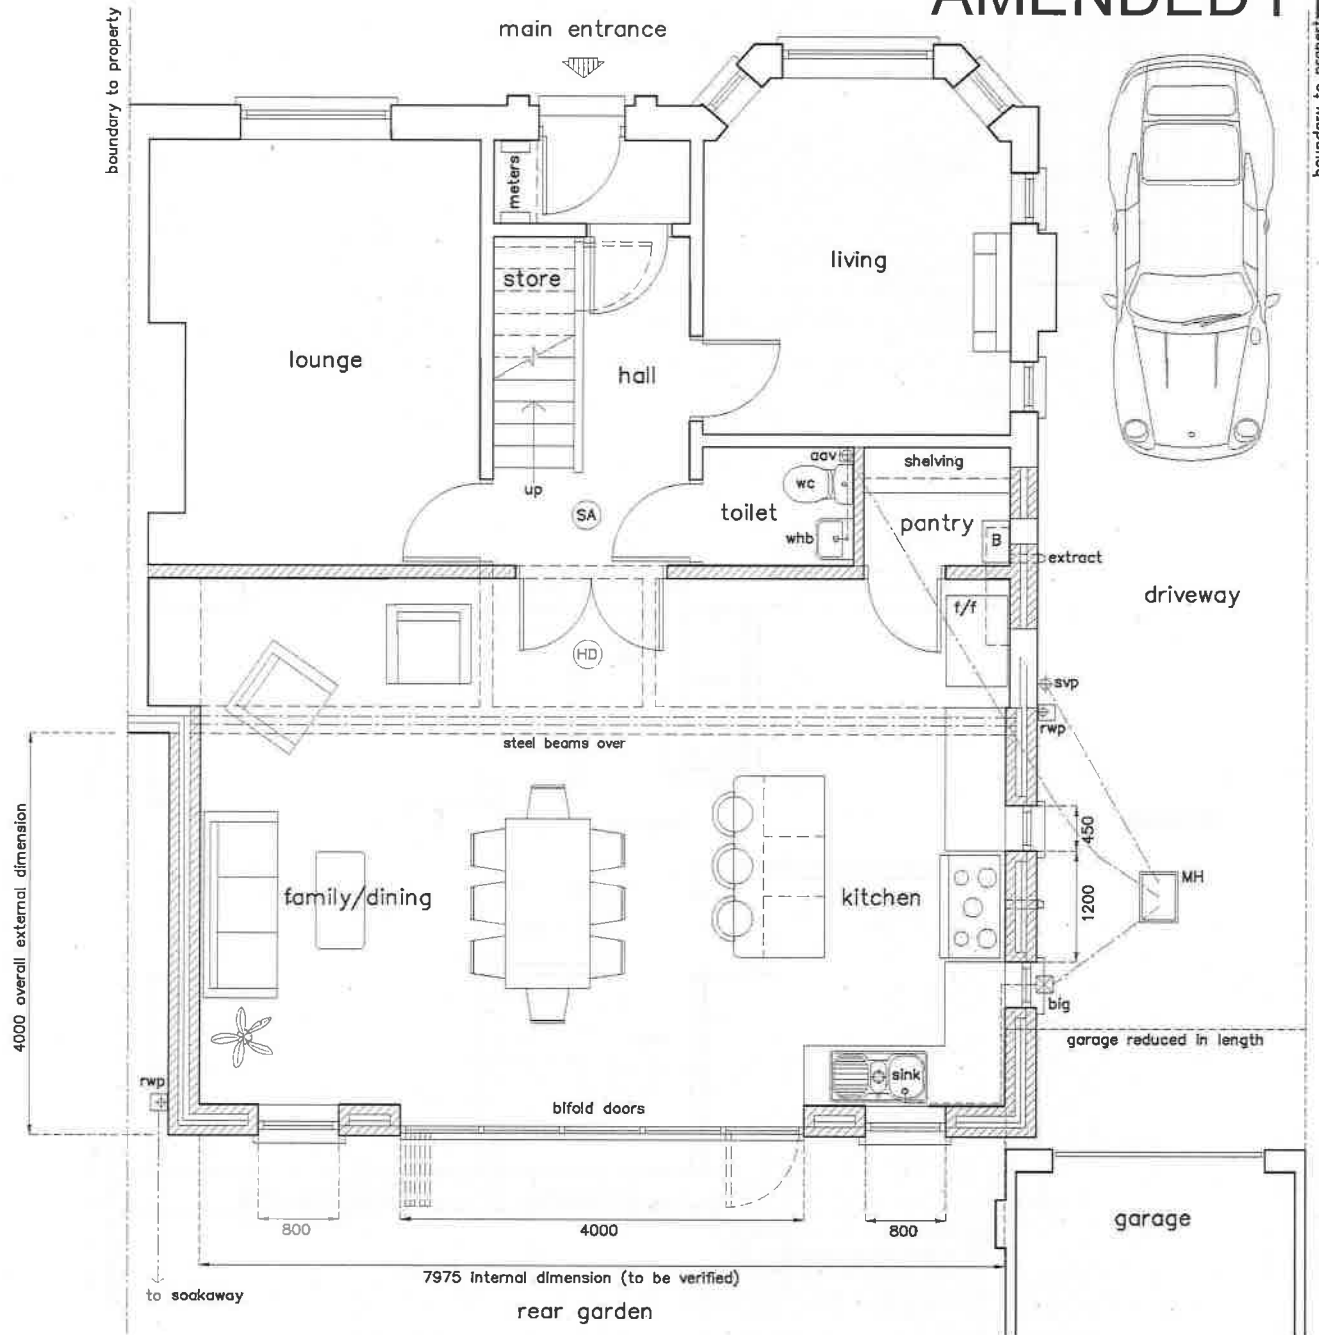 AMENDED P
main entrance
boundary to property
boundary to property
meters
store
living
lounge
hall
up
SA
aav
wc
toilet
whb
shelving
pantry
B
extract
driveway
f/f
HD
svp
rwp
steel beams over
4000 overall external dimension
450
1200
MH
family/dining
kitchen
big
garage reduced in length
sink
rwp
bifold doors
800
4000
800
garage
7975 internal dimension (to be verified)
to soakaway
rear garden